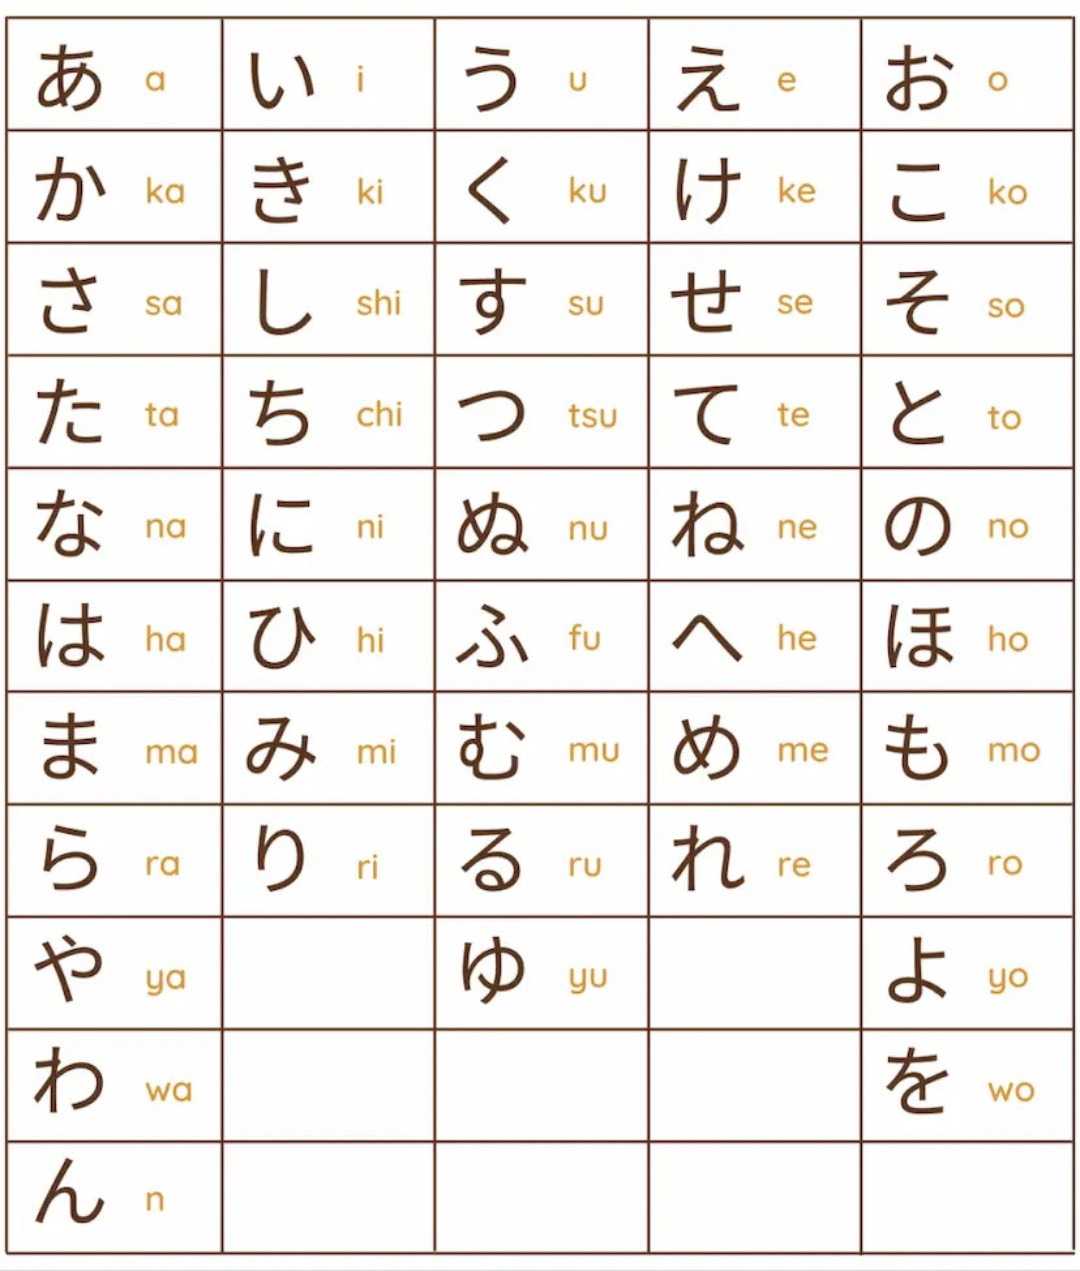 あ a い i う u え e お o
か ka き ki く ku け ke こ ko
さ sa し shi す su せ se そ so
た ta ち chi つ tsu て te と to
な na に ni ぬ nu ね ne の no
は ha ひ hi ふ fu へ he ほ ho
ま ma み mi む mu め me も mo
ら ra り ri る ru れ re ろ ro
や ya ゆ yu よ yo
わ wa を wo
ん n